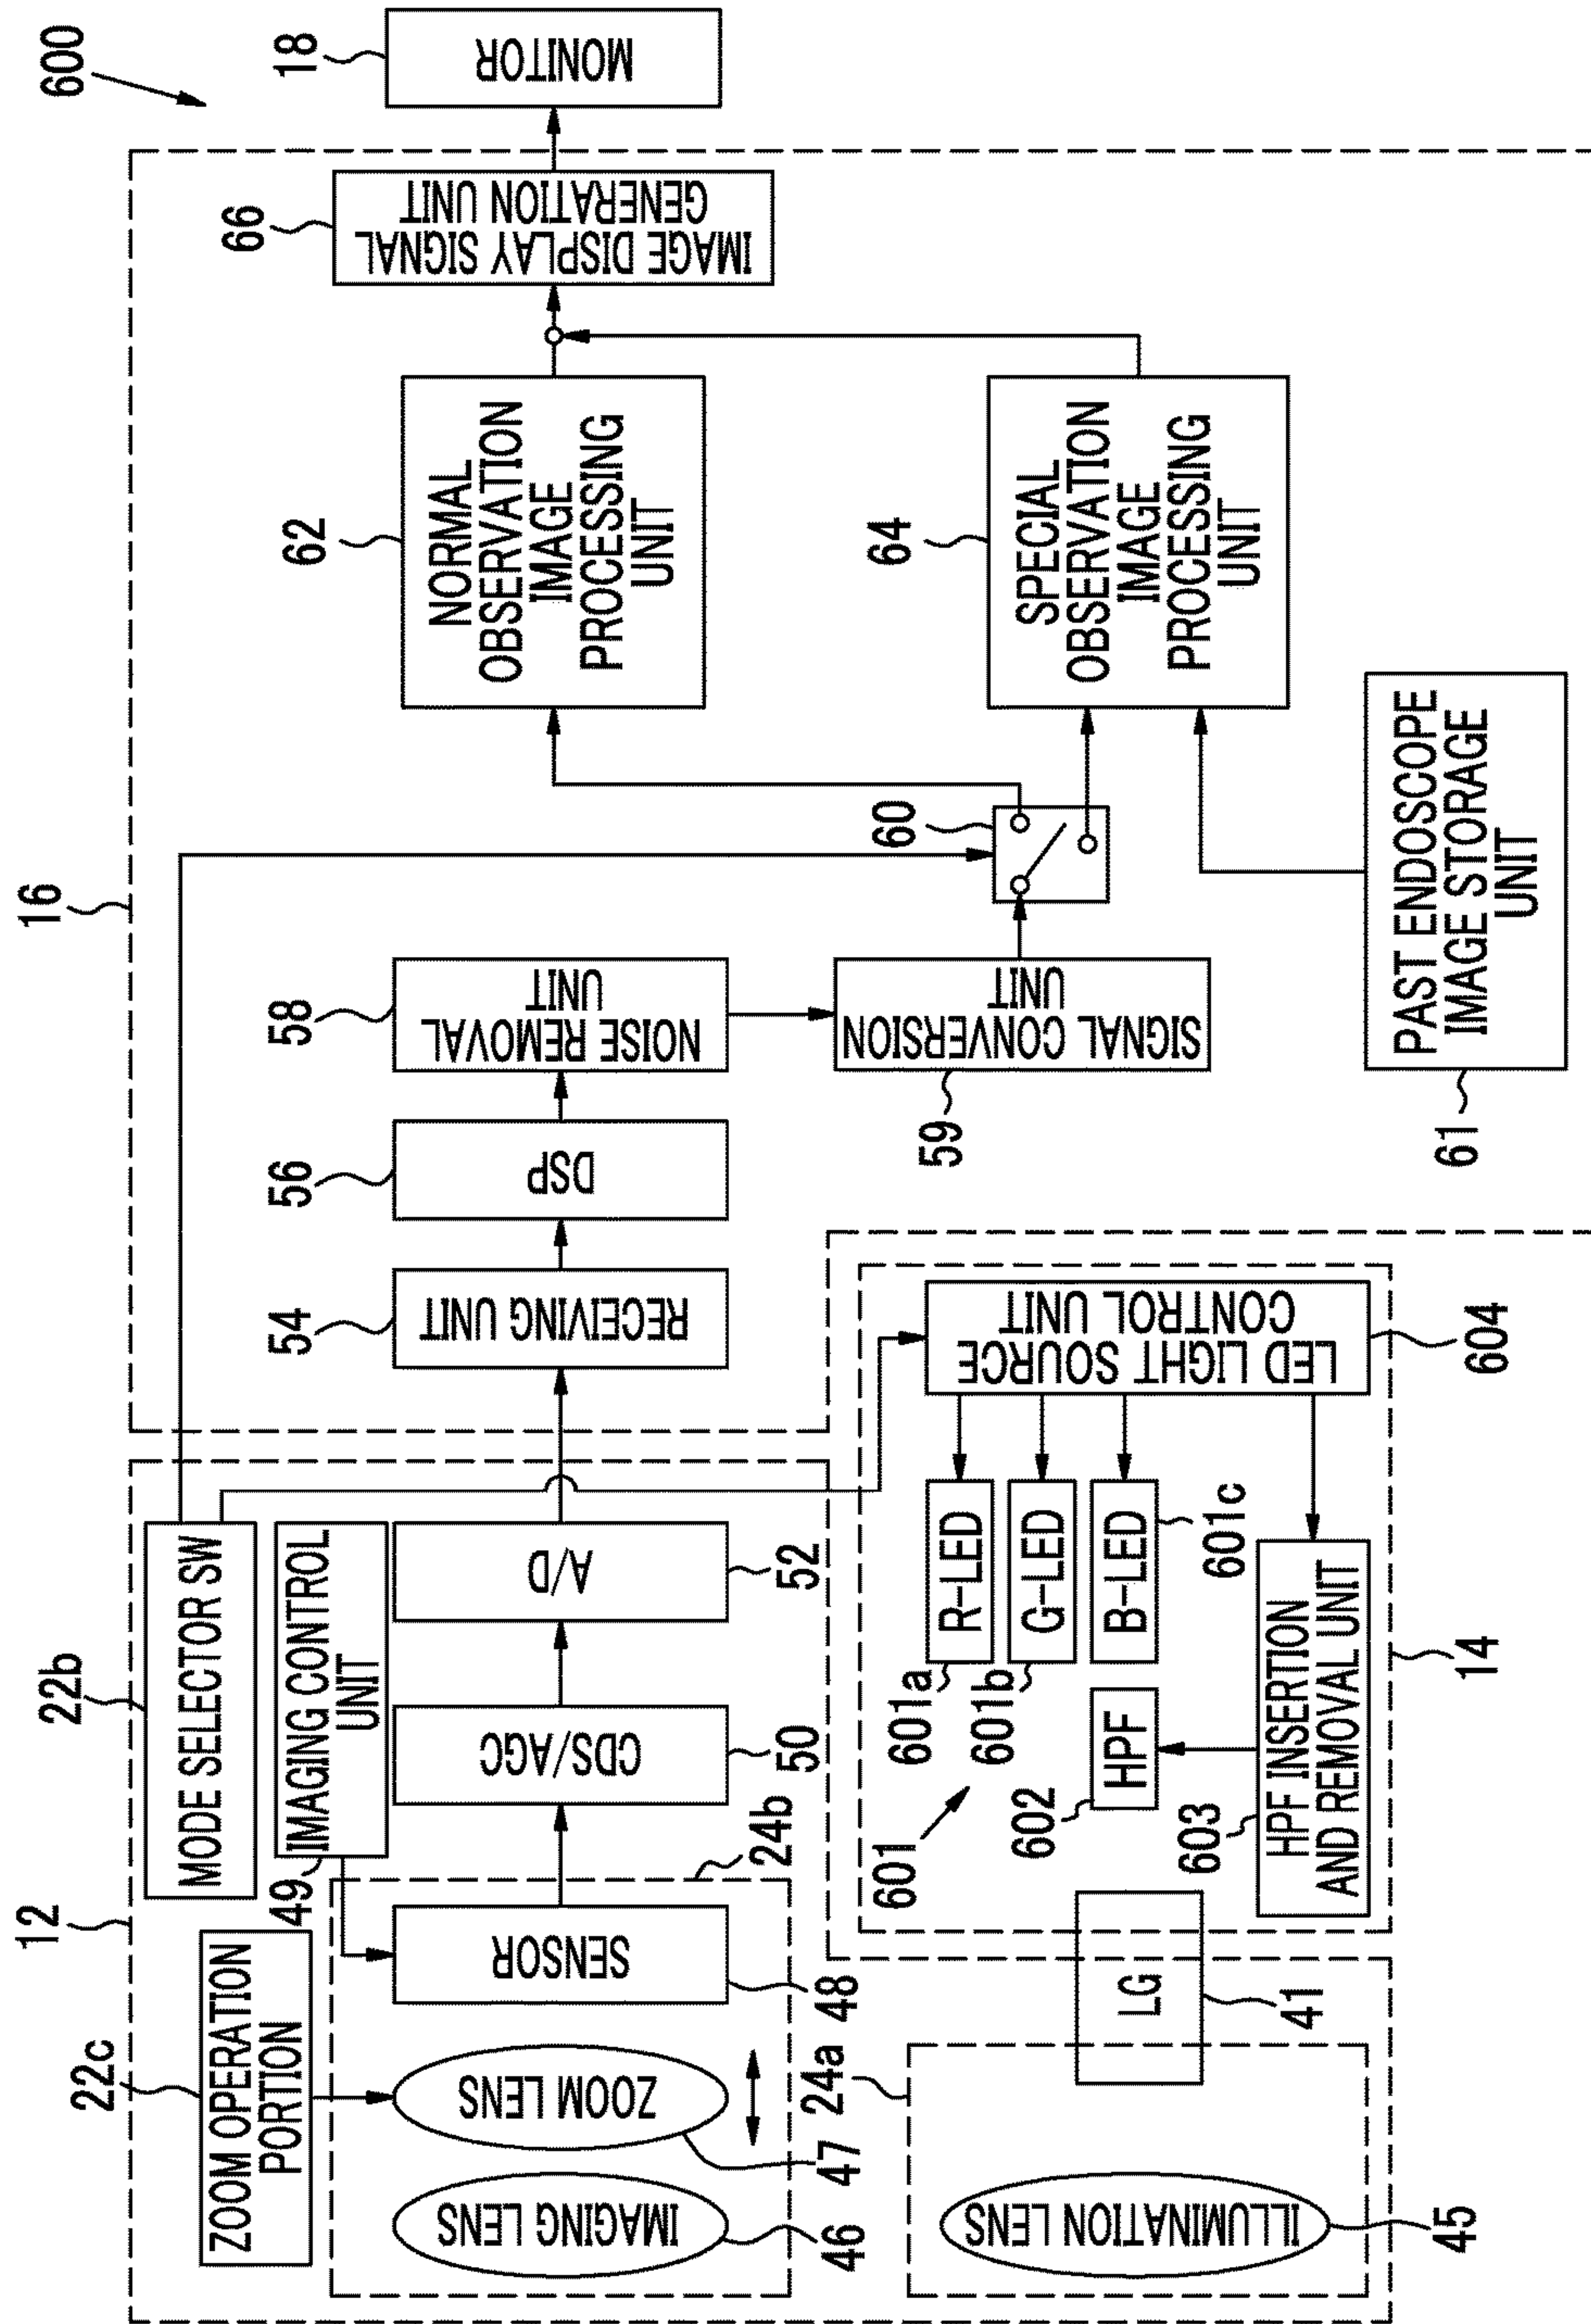 600
12
16
22c
ZOOM OPERATION
PORTION
22b
MODE SELECTOR SW
IMAGING CONTROL
UNIT
49
IMAGING LENS
46
ZOOM LENS
47
SENSOR
48
24b
CDS/AGC
50
A/D
52
54
RECEIVING UNIT
56
DSP
58
NOISE REMOVAL
UNIT
59
SIGNAL CONVERSION
UNIT
60
61
PAST ENDOSCOPE
IMAGE STORAGE
UNIT
62
NORMAL
OBSERVATION
IMAGE
PROCESSING
UNIT
64
SPECIAL
OBSERVATION
IMAGE
PROCESSING
UNIT
66
IMAGE DISPLAY SIGNAL
GENERATION UNIT
18
MONITOR
24a
ILLUMINATION LENS
45
LG
41
601
601a
R-LED
601b
G-LED
B-LED
601c
602
HPF
603
HPF INSERTION
AND REMOVAL UNIT
LED LIGHT SOURCE
CONTROL UNIT
604
14